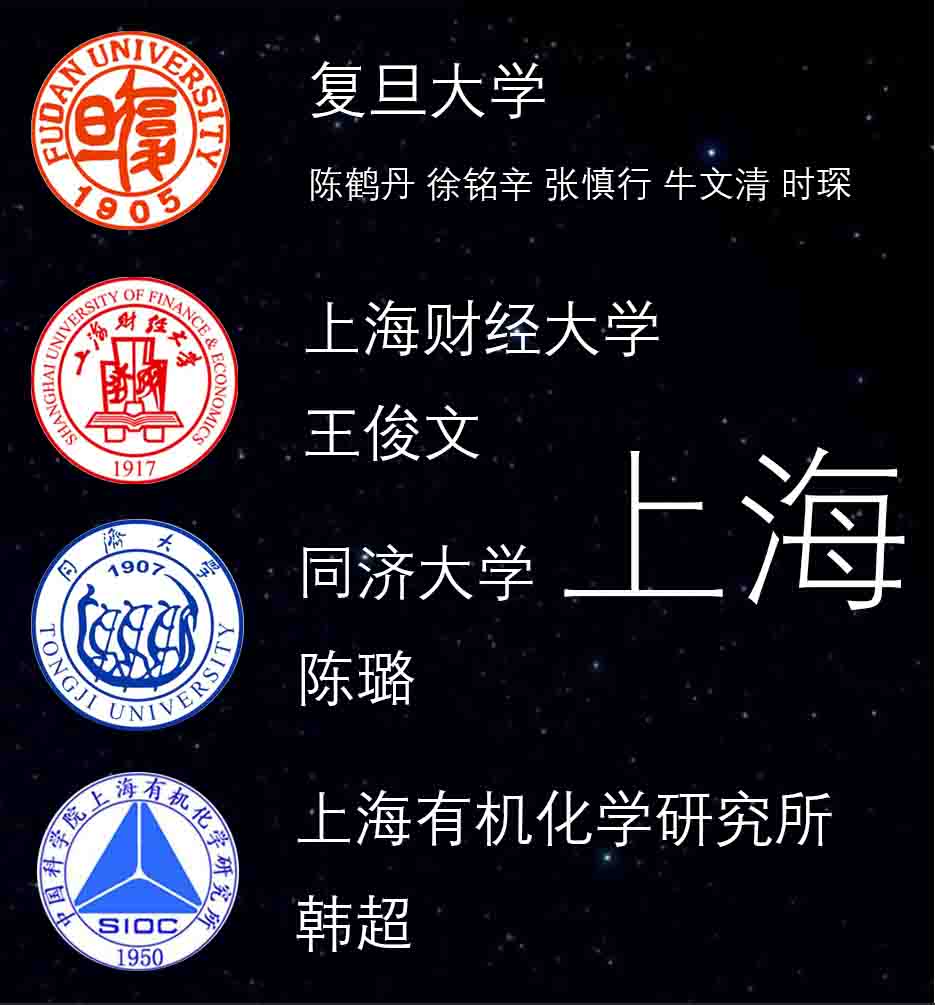 FUDAN UNIVERSITY
1905
复旦大学
陈鹤丹 徐铭辛 张慎行 牛文清 时琛
SHANGHAI UNIVERSITY OF FINANCE & ECONOMICS
上海财经大学
1917
上海财经大学
王俊文
上海
同济大学
1907
TONGJI UNIVERSITY
同济大学
陈璐
中国科学院上海有机化学研究所
SIOC
1950
上海有机化学研究所
韩超